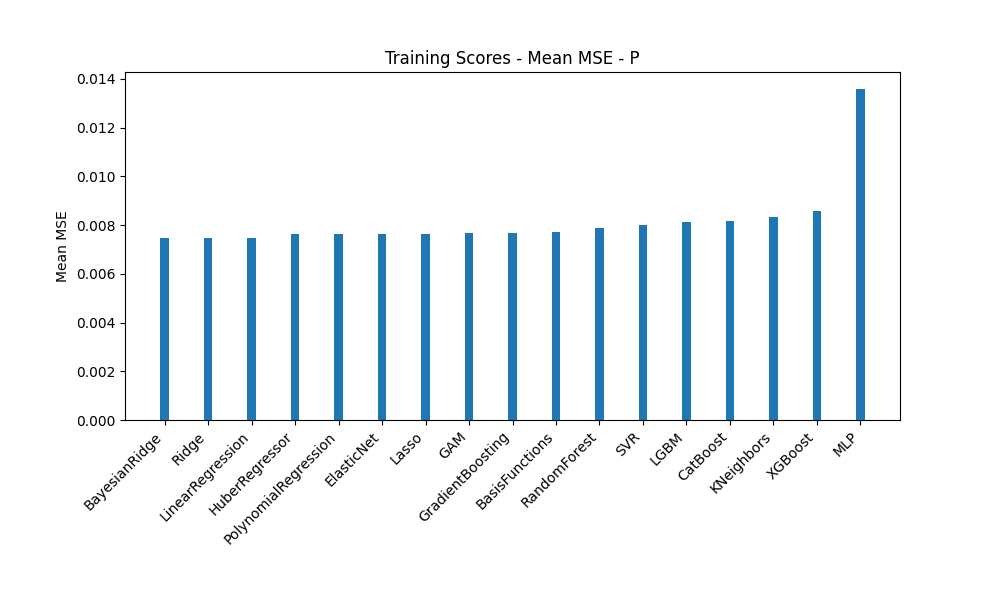 Training Scores - Mean MSE - P
Mean MSE
0.014
0.012
0.010
0.008
0.006
0.004
0.002
0.000
BayesianRidge
Ridge
LinearRegression
HuberRegressor
PolynomialRegression
ElasticNet
Lasso
GAM
GradientBoosting
BasisFunctions
RandomForest
SVR
LGBM
CatBoost
KNeighbors
XGBoost
MLP